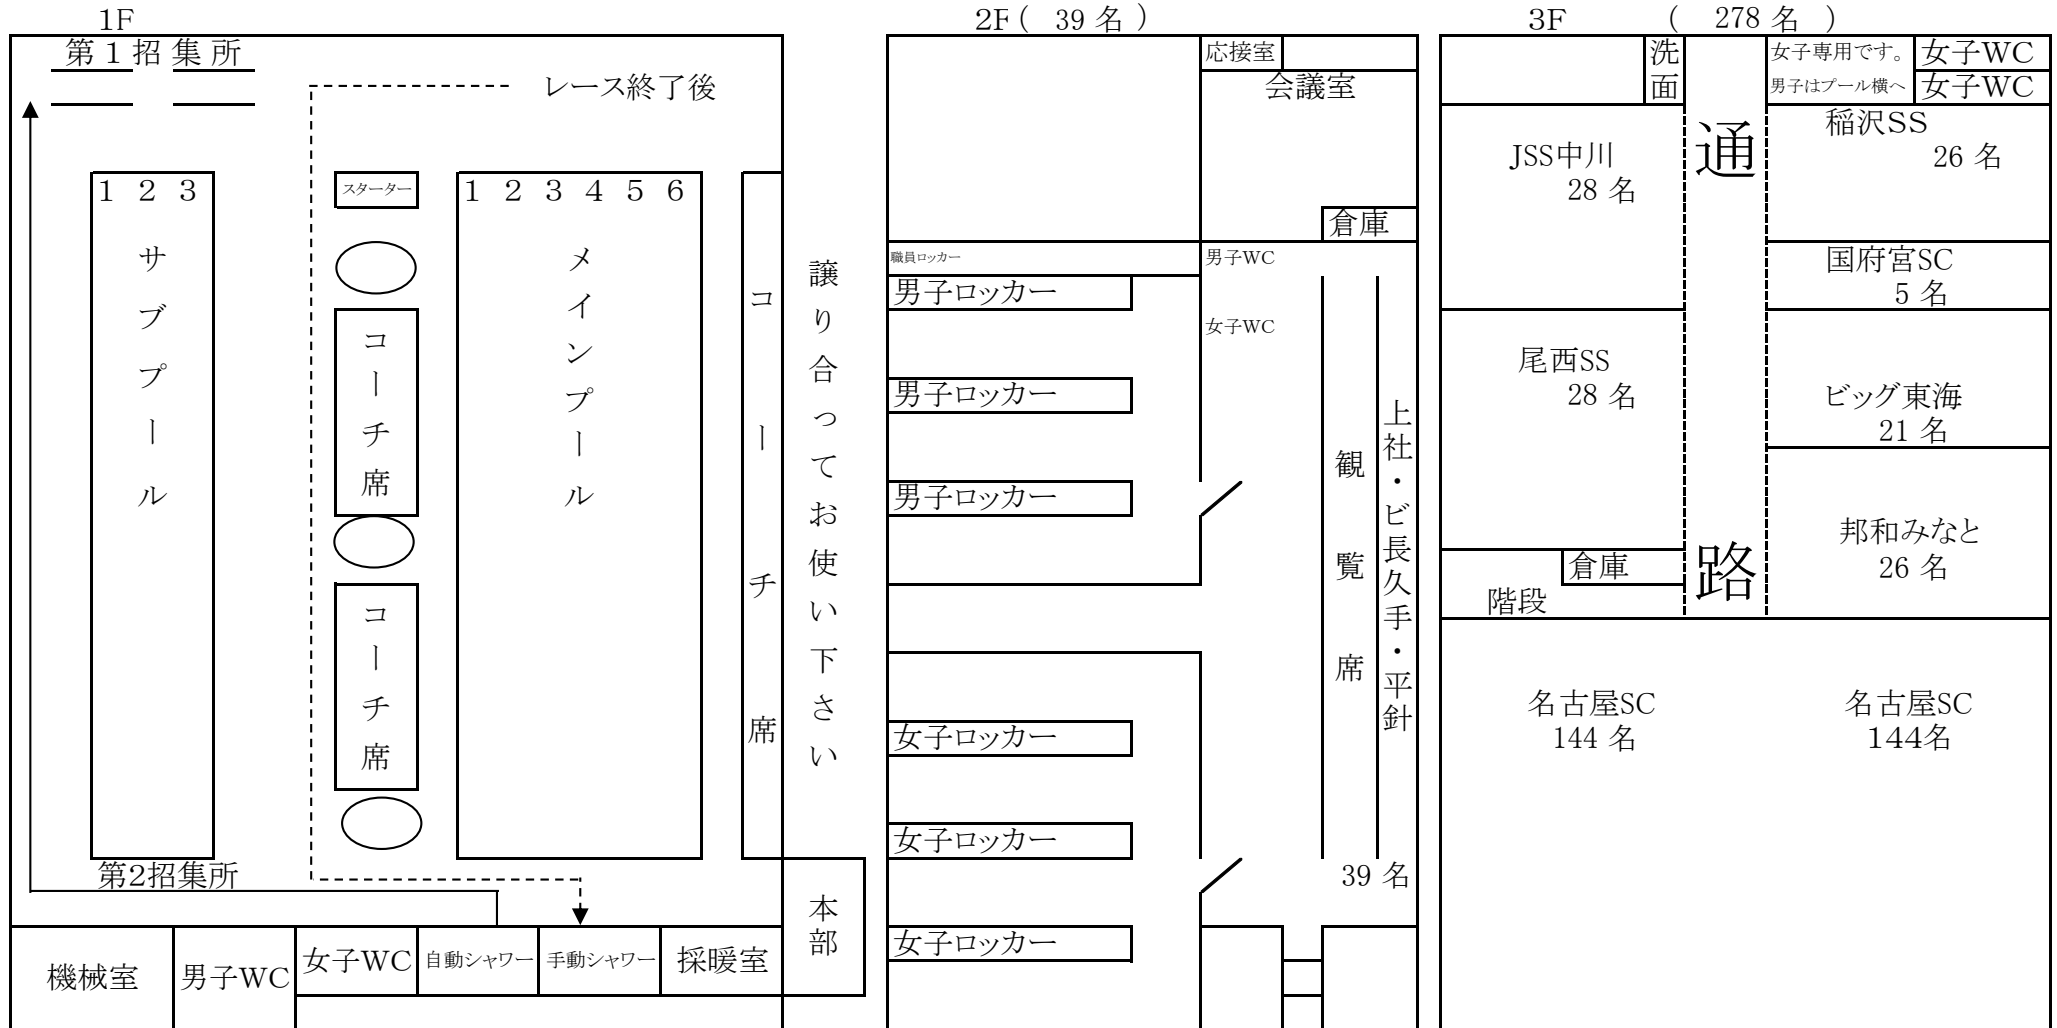 1F
第１招 集 所
レース終了後
スターター
１ ２ ３
１ ２ ３ ４ ５ ６
サブプール
メインプール
コーチ席
コーチ席
コーチ席
譲り合ってお使い下さい
第2招集所
本部
機械室
男子WC
女子WC
自動シャワー
手動シャワー
採暖室
2F ( 39 名 )
応接室
会議室
倉庫
職員ロッカー
男子ロッカー
男子ロッカー
男子ロッカー
男子WC
女子WC
観覧席
上社・ビ長久手・平針
女子ロッカー
女子ロッカー
女子ロッカー
39 名
3F ( 278 名 )
洗面
女子専用です。
男子はプール横へ
女子WC
女子WC
通路
JSS中川
28 名
稲沢SS
26 名
国府宮SC
5 名
尾西SS
28 名
ビッグ東海
21 名
邦和みなと
26 名
倉庫
階段
名古屋SC
144 名
名古屋SC
１４４名